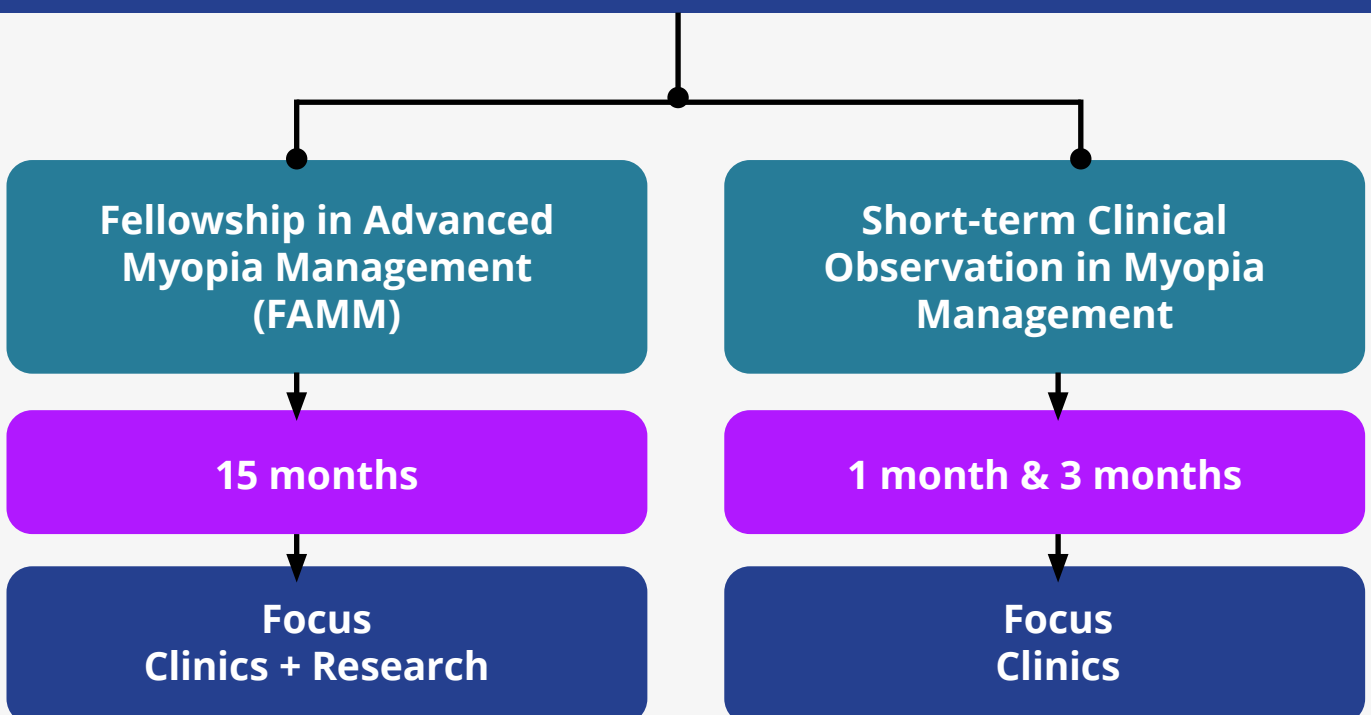 Fellowship in Advanced
Myopia Management
(FAMM)
15 months
Focus
Clinics + Research
Short-term Clinical
Observation in Myopia
Management
1 month & 3 months
Focus
Clinics